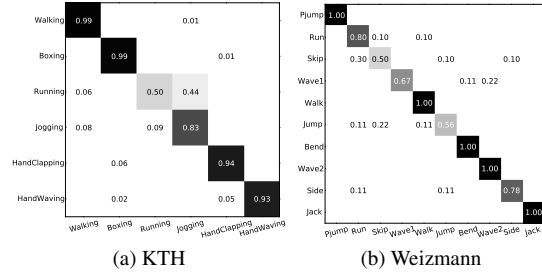 Walking 0.99 0.01
Boxing 0.99 0.01
Running 0.06 0.50 0.44
Jogging 0.08 0.09 0.83
HandClapping 0.06 0.94
HandWaving 0.02 0.05 0.93
Walking Boxing Running Jogging HandClapping HandWaving
(a) KTH
Pjump 1.00
Run 0.80 0.10 0.10
Skip 0.30 0.50 0.10 0.10
Wave1 0.67 0.11 0.22
Walk 1.00
Jump 0.11 0.22 0.11 0.56
Bend 1.00
Wave2 1.00
Side 0.11 0.11 0.78
Jack 1.00
Pjump Run Skip Wave1 Walk Jump Bend Wave2 Side Jack
(b) Weizmann